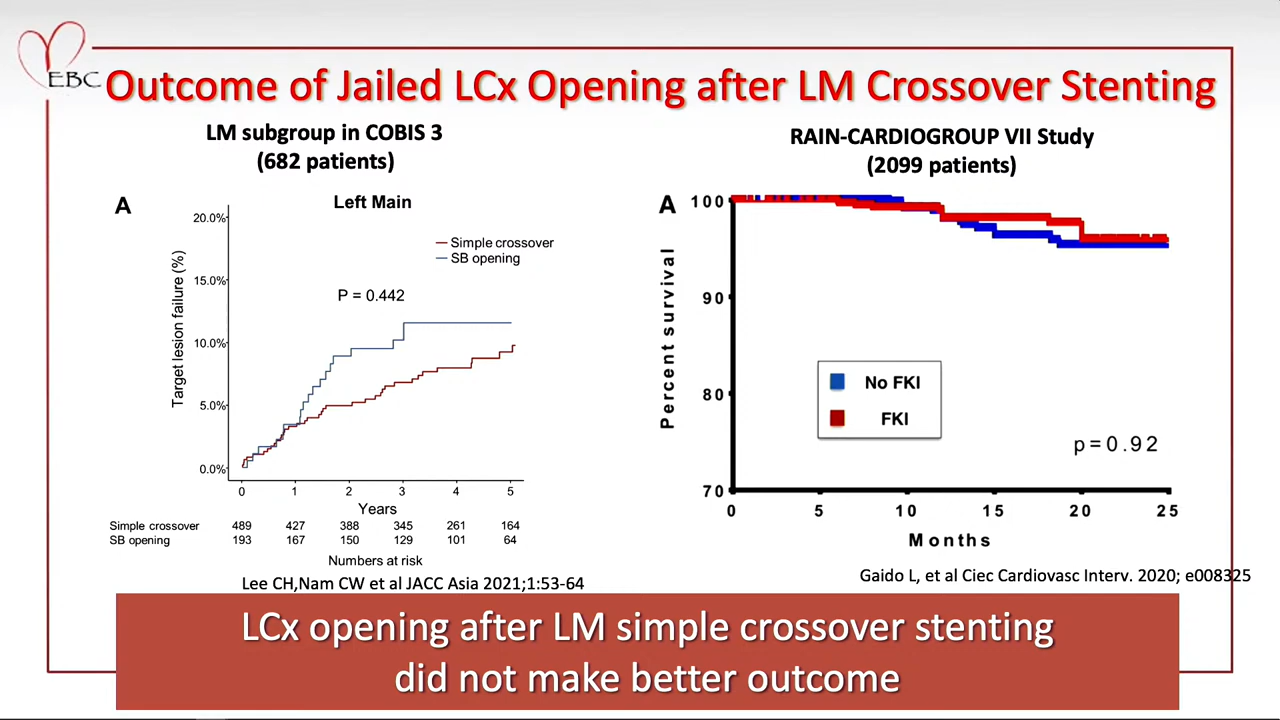 EBC
Outcome of Jailed LCx Opening after LM Crossover Stenting
LM subgroup in COBIS 3
(682 patients)
A
Left Main
20.0%
15.0%
10.0%
5.0%
0.0%
Target lesion failure (%)
Simple crossover
SB opening
P = 0.442
0 1 2 3 4 5
Years
Simple crossover 489 427 388 345 261 164
SB opening 193 167 150 129 101 64
Numbers at risk
Lee CH,Nam CW et al JACC Asia 2021;1:53-64
RAIN-CARDIOGROUP VII Study
(2099 patients)
A
100
90
80
70
Percent survival
No FKI
FKI
p=0.92
0 5 10 15 20 25
Months
Gaido L, et al Ciec Cardiovasc Interv. 2020; e008325
LCx opening after LM simple crossover stenting
did not make better outcome